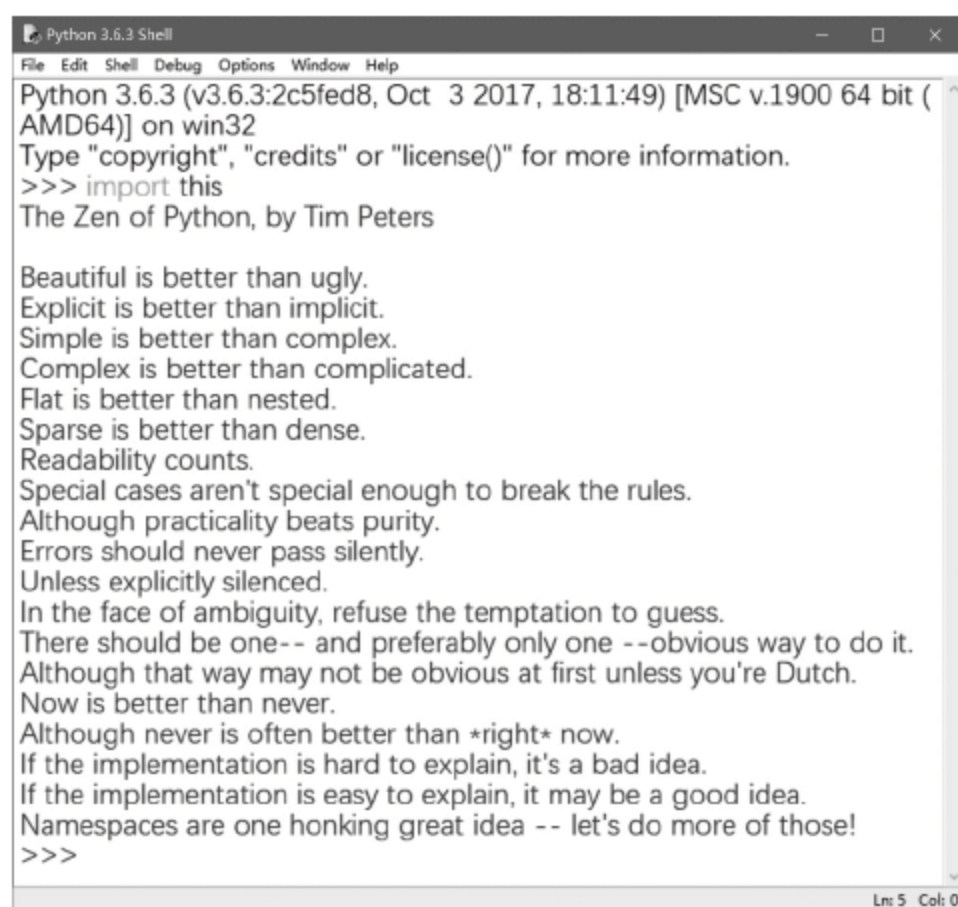 Python 3.6.3 Shell
File Edit Shell Debug Options Window Help
Python 3.6.3 (v3.6.3:2c5fed8, Oct  3 2017, 18:11:49) [MSC v.1900 64 bit (
AMD64)] on win32
Type "copyright", "credits" or "license()" for more information.
>>> import this
The Zen of Python, by Tim Peters

Beautiful is better than ugly.
Explicit is better than implicit.
Simple is better than complex.
Complex is better than complicated.
Flat is better than nested.
Sparse is better than dense.
Readability counts.
Special cases aren't special enough to break the rules.
Although practicality beats purity.
Errors should never pass silently.
Unless explicitly silenced.
In the face of ambiguity, refuse the temptation to guess.
There should be one-- and preferably only one --obvious way to do it.
Although that way may not be obvious at first unless you're Dutch.
Now is better than never.
Although never is often better than *right* now.
If the implementation is hard to explain, it's a bad idea.
If the implementation is easy to explain, it may be a good idea.
Namespaces are one honking great idea -- let's do more of those!
>>>
Ln: 5 Col: 0